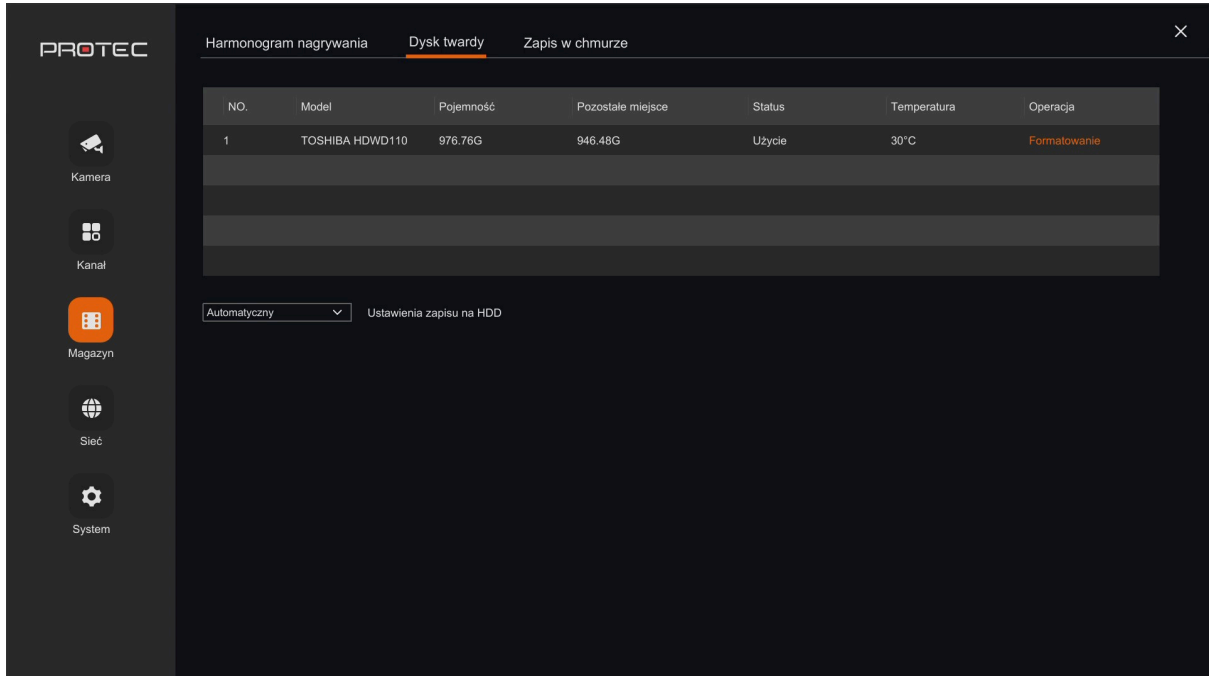 PROTEC
Harmonogram nagrywania Dysk twardy Zapis w chmurze
NO. Model Pojemność Pozostałe miejsce Status Temperatura Operacja
1 TOSHIBA HDWD110 976.76G 946.48G Użycie 30°C Formatowanie
Automatyczny Ustawienia zapisu na HDD
Kamera
Kanał
Magazyn
Sieć
System